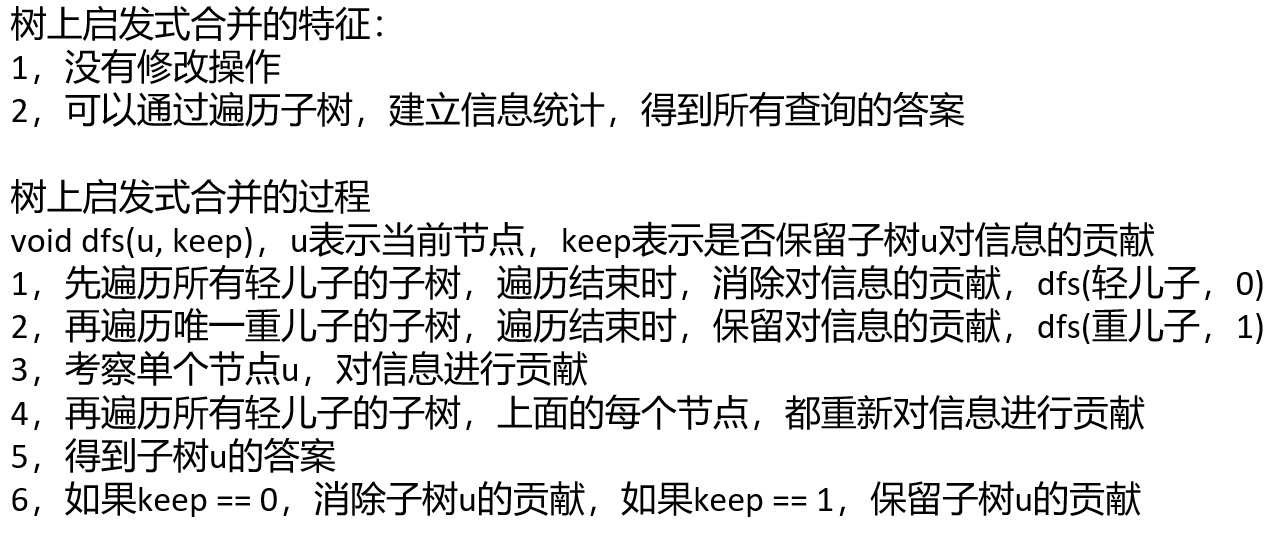 树上启发式合并的特征：
1，没有修改操作
2，可以通过遍历子树，建立信息统计，得到所有查询的答案
树上启发式合并的过程
void dfs(u, keep)，u表示当前节点，keep表示是否保留子树u对信息的贡献
1，先遍历所有轻儿子的子树，遍历结束时，消除对信息的贡献，dfs(轻儿子，0)
2，再遍历唯一重儿子的子树，遍历结束时，保留对信息的贡献，dfs(重儿子，1)
3，考察单个节点u，对信息进行贡献
4，再遍历所有轻儿子的子树，上面的每个节点，都重新对信息进行贡献
5，得到子树u的答案
6，如果keep == 0，消除子树u的贡献，如果keep == 1，保留子树u的贡献